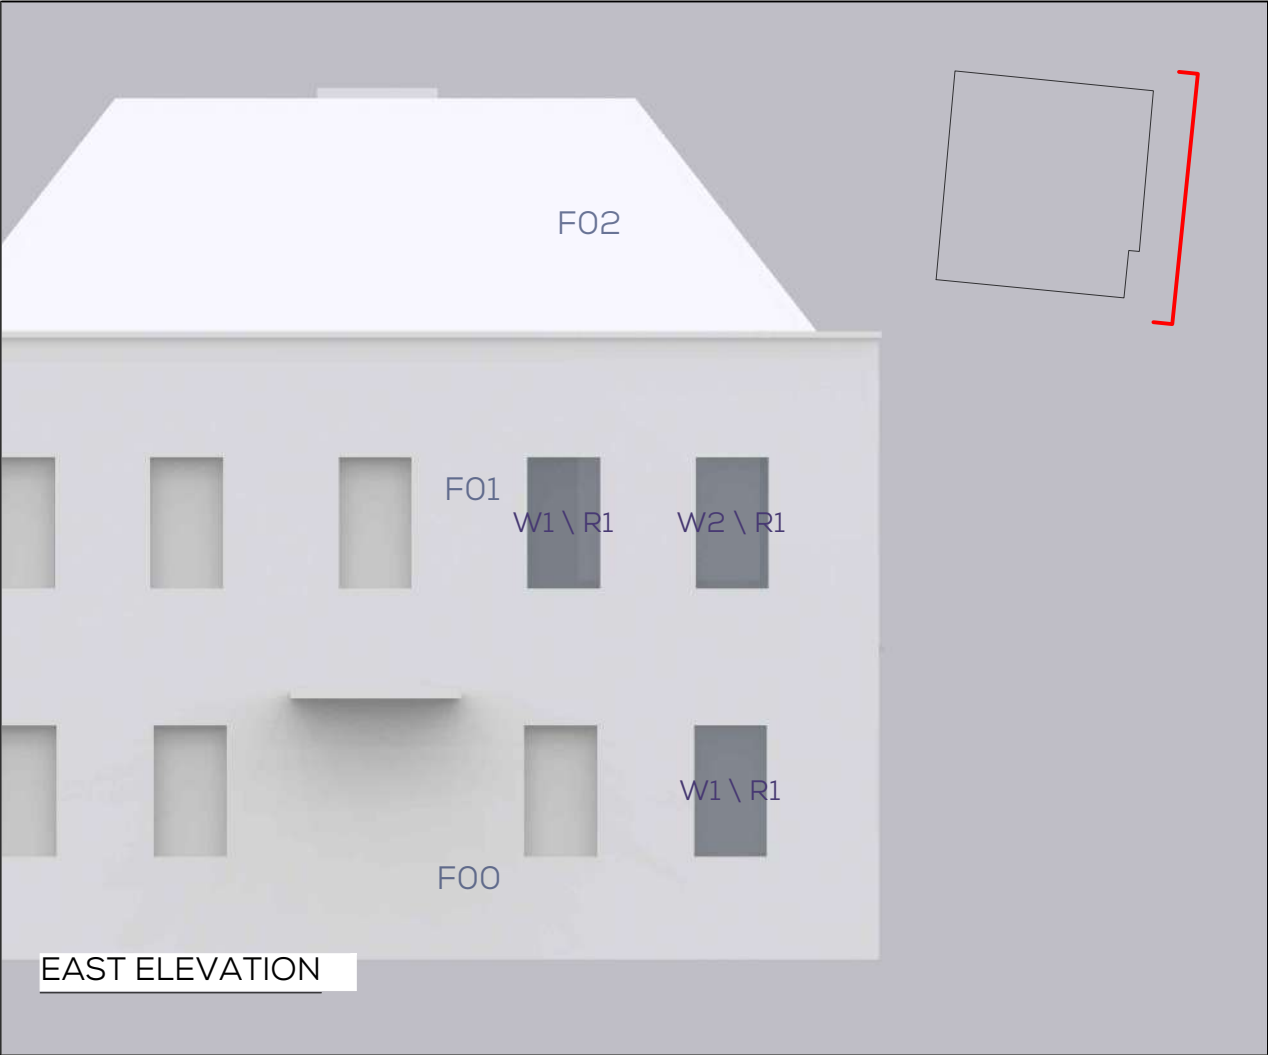 F02
F01
W1 \ R1
W2 \ R1
W1 \ R1
F00
EAST ELEVATION